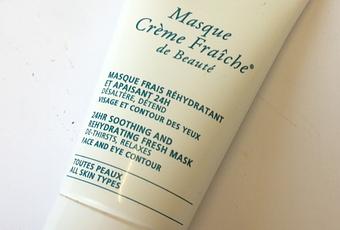 Masque
Crème Fraîche®
de Beauté
MASQUE FRAIS RÉHYDRATANT
ET APAISANT 24H
DÉSALTÈRE, DÉTEND
VISAGE ET CONTOUR DES YEUX
24HR SOOTHING AND
REHYDRATING FRESH MASK
DE-THIRSTS, RELAXES
FACE AND EYE CONTOUR
TOUTES PEAUX
ALL SKIN TYPES